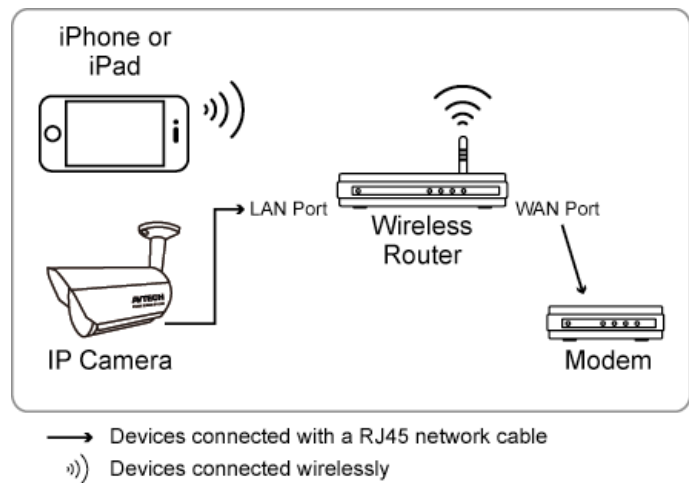 iPhone or
iPad
LAN Port
WAN Port
Wireless
Router
AVTECH
IP Camera
Modem
Devices connected with a RJ45 network cable
Devices connected wirelessly